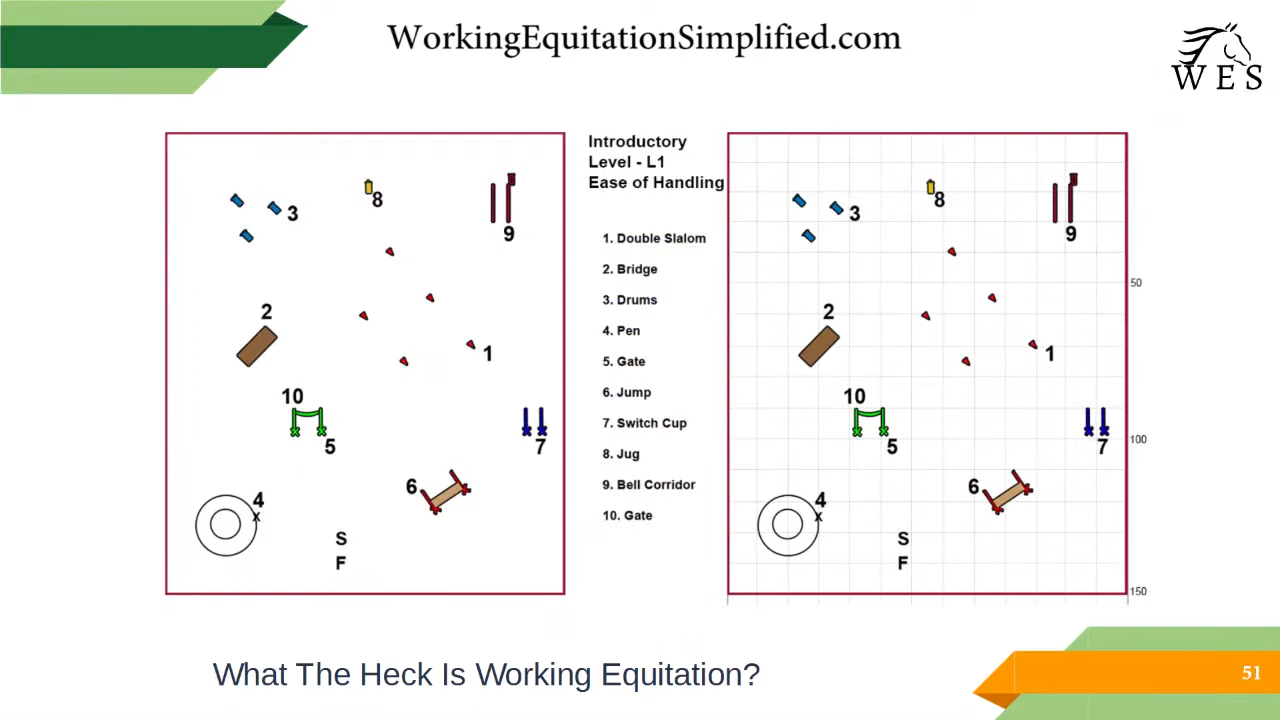 WorkingEquitationSimplified.com
W E S
Introductory
Level - L1
Ease of Handling
1. Double Slalom
2. Bridge
3. Drums
4. Pen
5. Gate
6. Jump
7. Switch Cup
8. Jug
9. Bell Corridor
10. Gate
8
3
9
2
1
10
5
7
6
4
x
S
F
8
3
9
50
2
1
10
5
7
100
6
4
x
S
F
150
What The Heck Is Working Equitation?
51